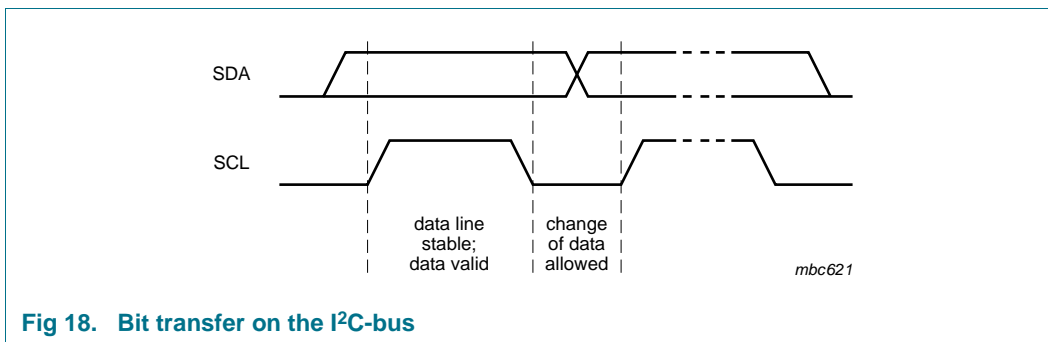 SDA
SCL
data line
stable;
data valid
change
of data
allowed
mbc621
Fig 18. Bit transfer on the I²C-bus